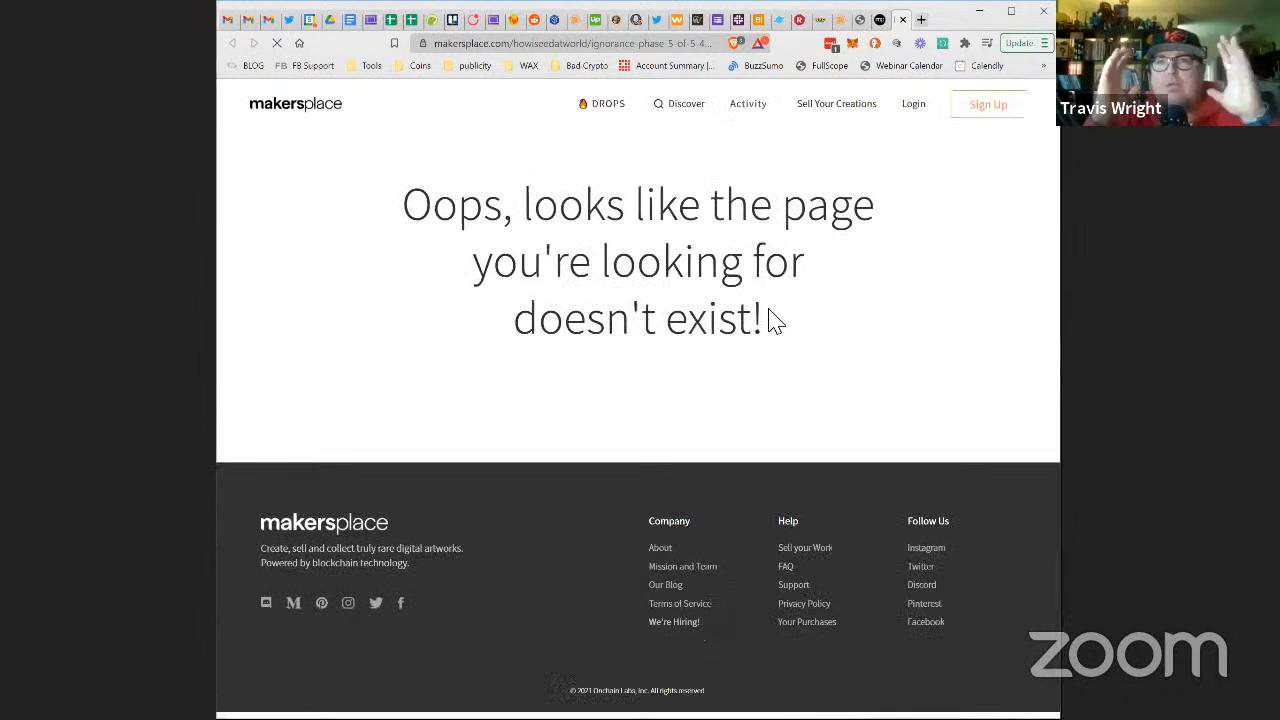 makersplace.com/howiseedatworld/ignorance-phase-5-of-5-4...
Update
BLOG
FB FB Support
Tools
Coins
publicity
WAX
Bad Crypto
Account Summary |...
BuzzSumo
FullScope
Webinar Calendar
Calendly
»
makersplace
DROPS
Discover
Activity
Sell Your Creations
Login
Sign Up
Travis Wright
Oops, looks like the page
you're looking for
doesn't exist!
makersplace
Create, sell and collect truly rare digital artworks.
Powered by blockchain technology.
Company
About
Mission and Team
Our Blog
Terms of Service
We're Hiring!
Help
Sell your Work
FAQ
Support
Privacy Policy
Your Purchases
Follow Us
Instagram
Twitter
Discord
Pinterest
Facebook
© 2021 Onchain Labs, Inc. All rights reserved
zoom